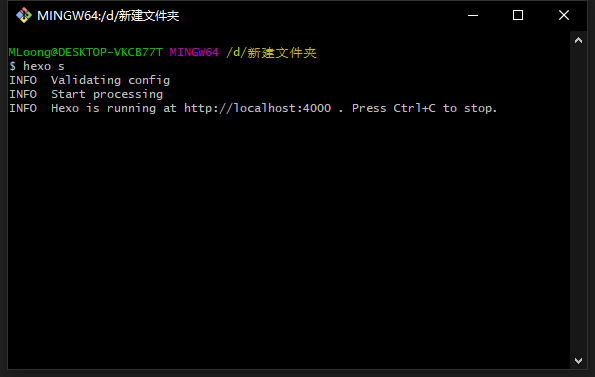 MINGW64:/d/新建文件夹
MLoong@DESKTOP-VKCB77T MINGW64 /d/新建文件夹
$ hexo s
INFO  Validating config
INFO  Start processing
INFO  Hexo is running at http://localhost:4000 . Press Ctrl+C to stop.